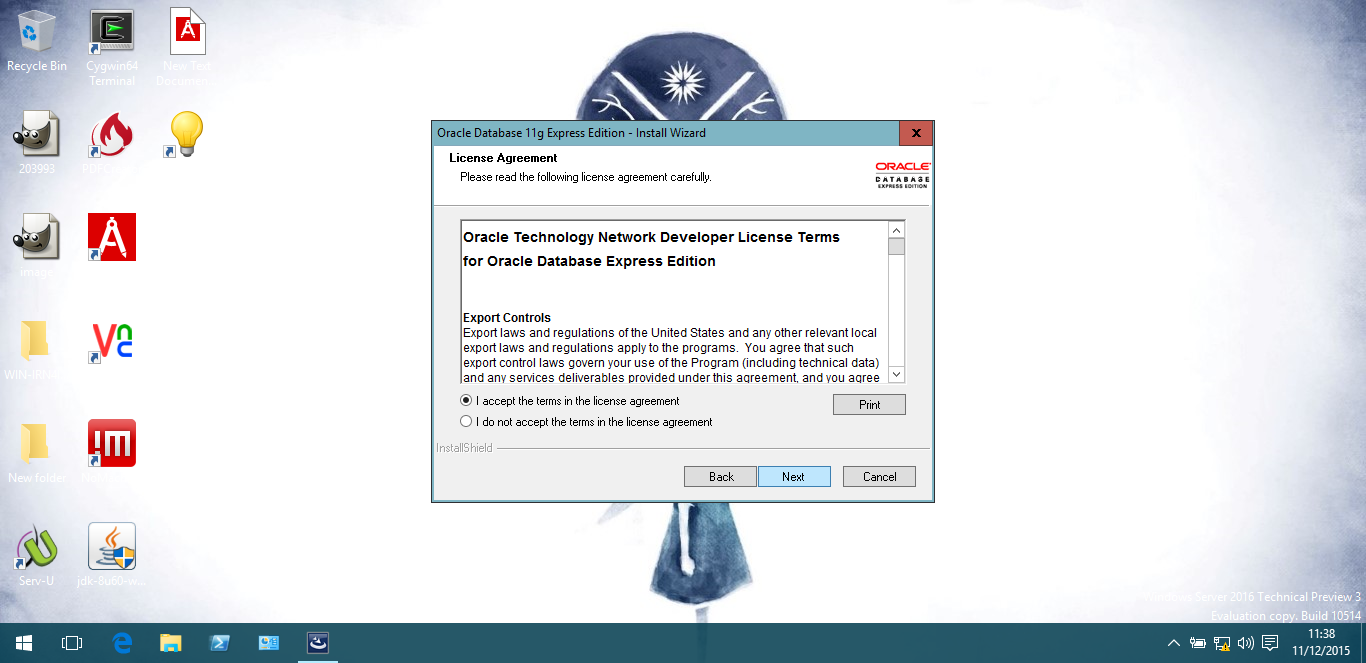 Recycle Bin
Cygwin64
Terminal
New Text
Documen...
203993
image
New folder
Serv-U
jdk-8u60-w...
Oracle Database 11g Express Edition - Install Wizard
License Agreement
Please read the following license agreement carefully.
ORACLE
DATABASE
EXPRESS EDITION
Oracle Technology Network Developer License Terms
for Oracle Database Express Edition
Export Controls
Export laws and regulations of the United States and any other relevant local
export laws and regulations apply to the programs. You agree that such
export control laws govern your use of the Program (including technical data)
and any services deliverables provided under this agreement, and you agree
I accept the terms in the license agreement
Print
I do not accept the terms in the license agreement
InstallShield
Back
Next
Cancel
Windows Server 2016 Technical Preview 3
Evaluation copy. Build 10514
11:38
11/12/2015